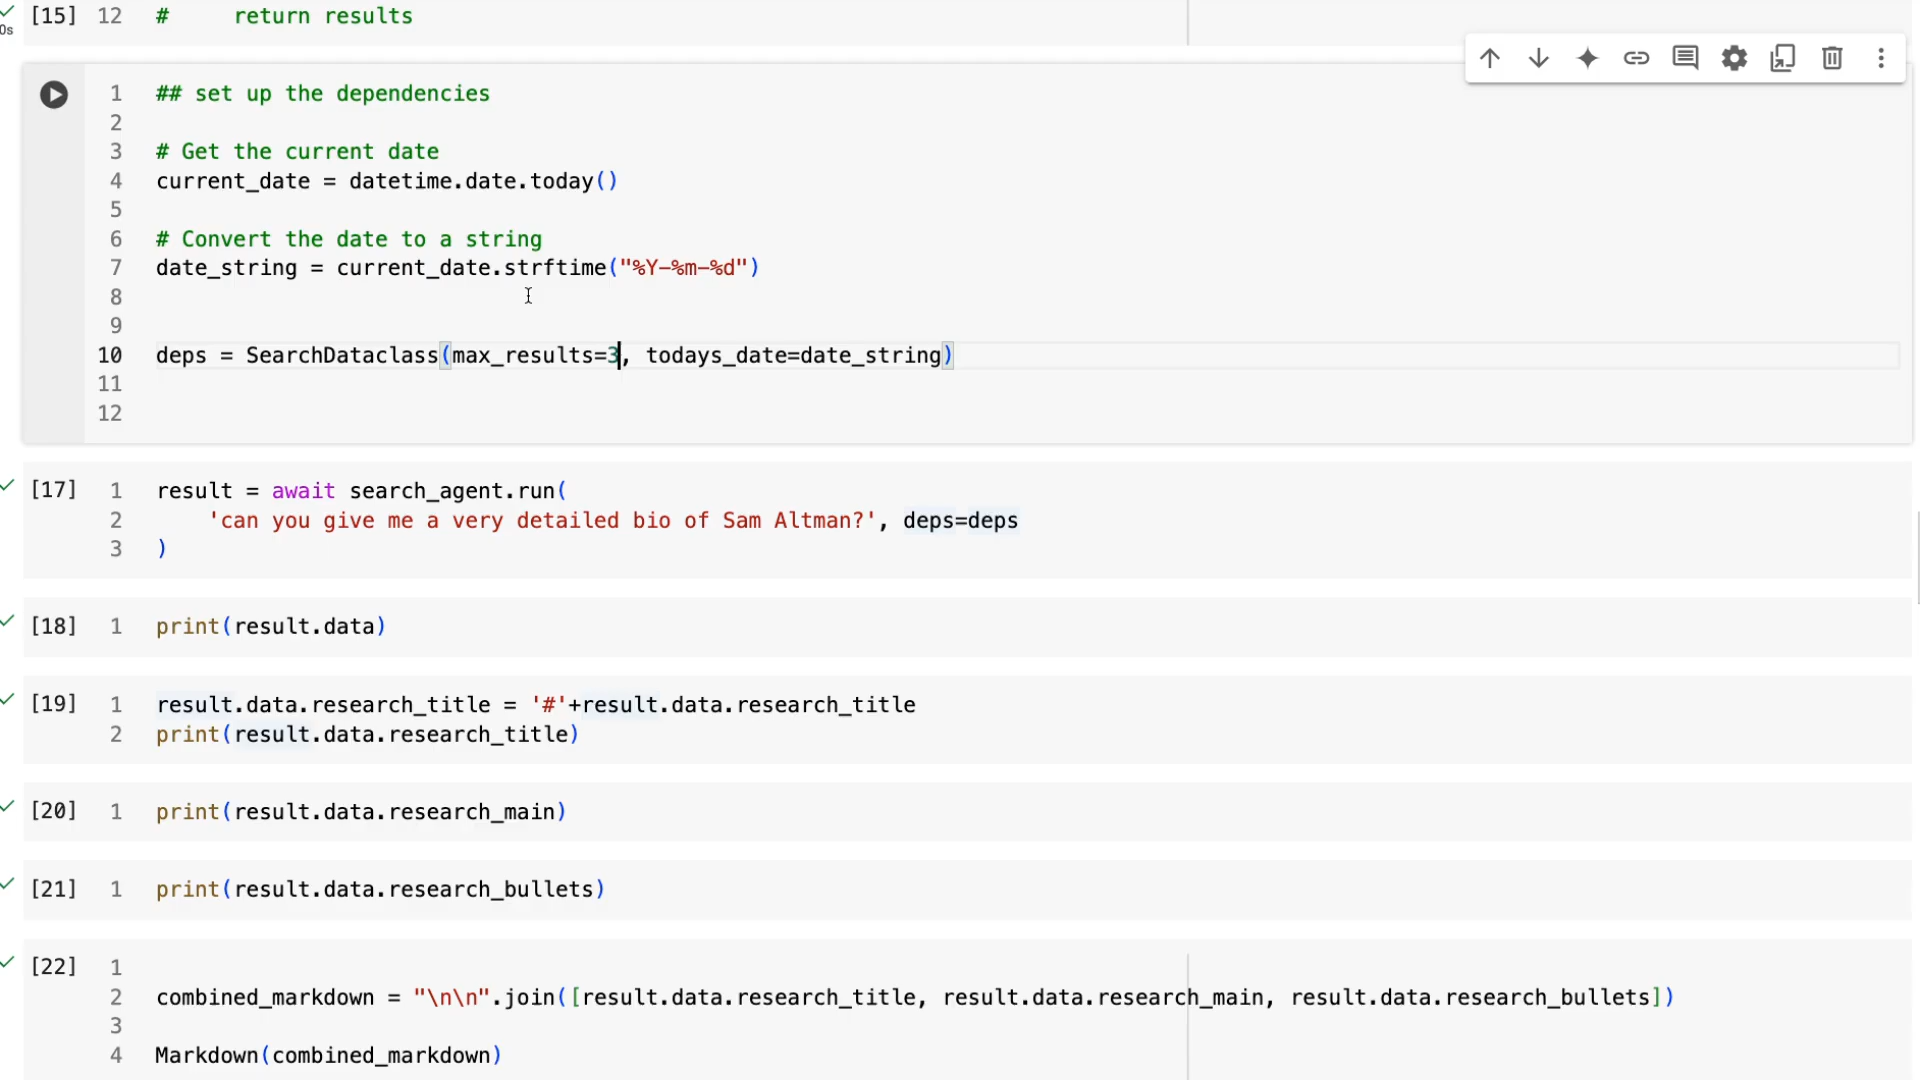 [15] 12 #     return results
0s
1 ## set up the dependencies
2
3 # Get the current date
4 current_date = datetime.date.today()
5
6 # Convert the date to a string
7 date_string = current_date.strftime("%Y-%m-%d")
8
9
10 deps = SearchDataclass(max_results=3, todays_date=date_string)
11
12
[17] 1 result = await search_agent.run(
2     'can you give me a very detailed bio of Sam Altman?', deps=deps
3 )
[18] 1 print(result.data)
[19] 1 result.data.research_title = '#'+result.data.research_title
2 print(result.data.research_title)
[20] 1 print(result.data.research_main)
[21] 1 print(result.data.research_bullets)
[22] 1
2 combined_markdown = "\n\n".join([result.data.research_title, result.data.research_main, result.data.research_bullets])
3
4 Markdown(combined_markdown)